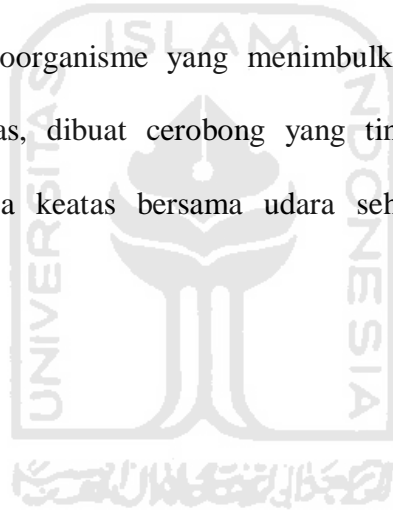 ISLAM
UNIVERSITAS
INDONESIA
oorganisme yang menimbulk
as, dibuat cerobong yang tin
a keatas bersama udara seh